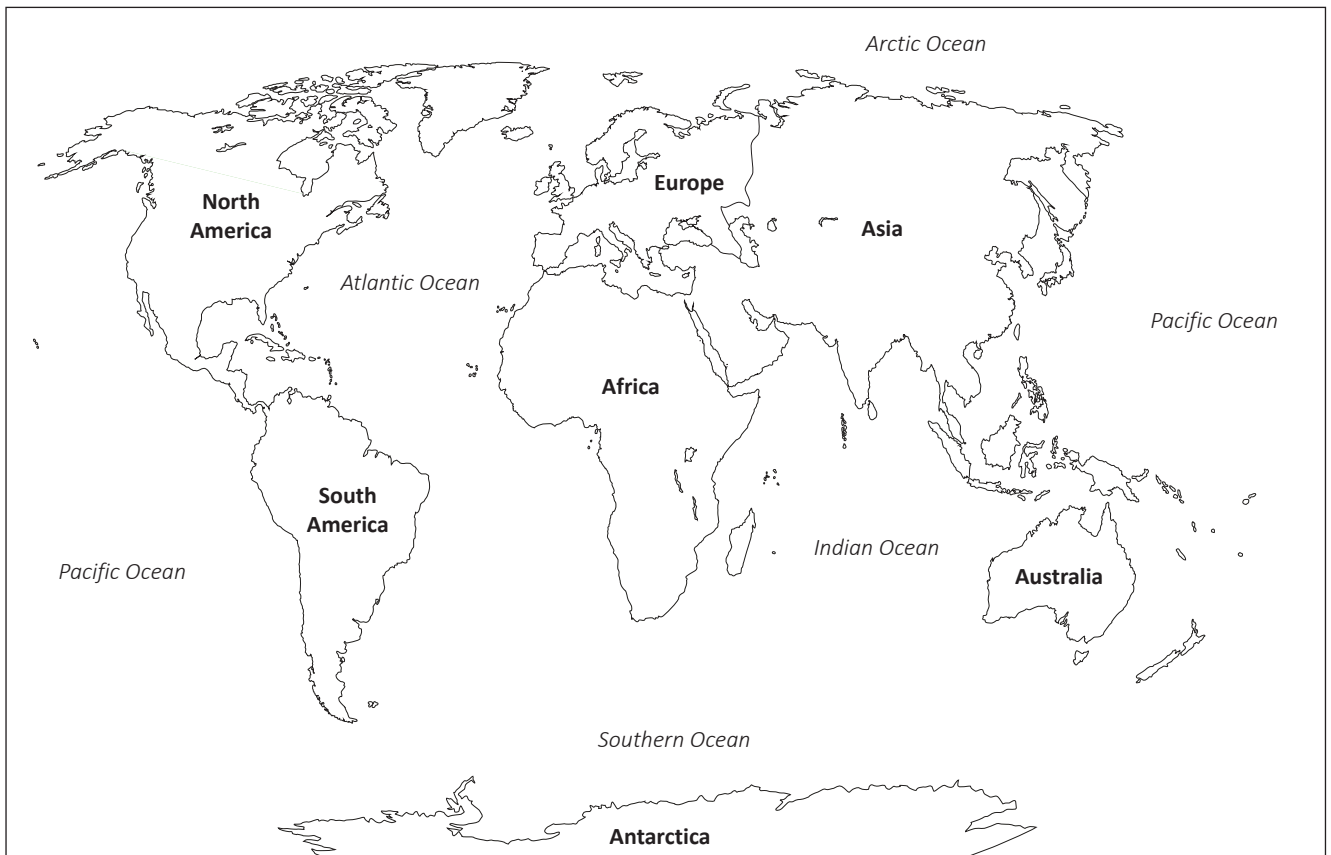 Arctic Ocean
Europe
North
America
Asia
Atlantic Ocean
Pacific Ocean
Africa
South
America
Indian Ocean
Pacific Ocean
Australia
Southern Ocean
Antarctica